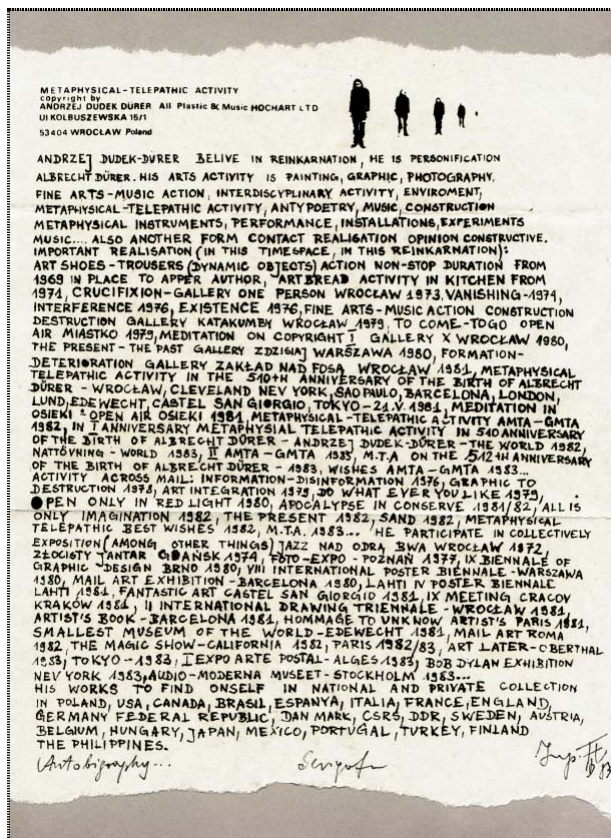 METAPHYSICAL-TELEPATHIC ACTIVITY
copyright by
ANDRZEJ DUDEK DÜRER All Plastic & Music HOCHART LTD
Ul KOLBUSZEWSKA 15/1
53404 WROCŁAW Poland
ANDRZEJ DUDEK-DÜRER BELIVE IN REINKARNATION, HE IS PERSONIFICATION
ALBRECHT DÜRER. HIS ARTS ACTIVITY IS PAINTING, GRAPHIC, PHOTOGRAPHY,
FINE ARTS-MUSIC ACTION, INTERDISCYPLINARY ACTIVITY, ENVIROMENT,
METAPHYSICAL-TELEPATHIC ACTIVITY, ANTYPOETRY, MUSIC, CONSTRUCTION
METAPHYSICAL INSTRUMENTS, PERFORMANCE, INSTALLATIONS, EXPERIMENTS
MUSIC.... ALSO ANOTHER FORM CONTACT REALISATION OPINION CONSTRUCTIVE.
IMPORTANT REALISATION (IN THIS TIMESPACE, IN THIS REINKARNATION):
ART SHOES-TROUSERS (DYNAMIC OBJECTS) ACTION NON-STOP DURATION FROM
1969 IN PLACE TO APPER AUTHOR, ART BREAD ACTIVITY IN KITCHEN FROM
1971, CRUCIFIXION-GALLERY ONE PERSON WROCŁAW 1973, VANISHING-1974,
INTERFERENCE 1976, EXISTENCE 1976, FINE ARTS-MUSIC ACTION CONSTRUCTION
DESTRUCTION GALLERY KATAKUMBY WROCŁAW 1979, TO COME-TOGO OPEN
AIR MIASTKO 1979, MEDITATION ON COPYRIGHT I GALLERY X WROCŁAW 1980,
THE PRESENT-THE PAST GALLERY ZDZISIAJ WARSZAWA 1980, FORMATION-
DETERIORATION GALLERY ZAKŁAD NAD FOSĄ WROCŁAW 1981, METAPHYSICAL
TELEPATHIC ACTIVITY IN THE 510th ANNIVERSARY OF THE BIRTH OF ALBRECHT
DÜRER - WROCŁAW, CLEVELAND NEV YORK, SAO PAULO, BARCELONA, LONDON,
LUND, EDEWECHT, CASTEL SAN GIORGIO, TOKYO-21.V.1981, MEDITATION IN
OSIEKI - OPEN AIR OSIEKI 1981, METAPHYSICAL-TELEPATHIC ACTIVITY AMTA-GMTA
1982, IN I ANNIVERSARY METAPHYSIAL TELEPATHIC ACTIVITY IN 510 ANNIVERSARY
OF THE BIRTH OF ALBRECHT DÜRER - ANDRZEJ DUDEK-DÜRER-THE WORLD 1982,
NATTÖVNING-WORLD 1983, II AMTA-GMTA 1983, M.T.A ON THE 512th ANNIVERSARY
OF THE BIRTH OF ALBRECHT DÜRER-1983, WISHES AMTA-GMTA 1983...
ACTIVITY ACROSS MAIL: INFORMATION-DISINFORMATION 1976, GRAPHIC TO
DESTRUCTION 1978, ART INTEGRATION 1979, DO WHAT EVER YOU LIKE 1979,
OPEN ONLY IN RED LIGHT 1980, APOCALYPSE IN CONSERVE 1981/82, ALL IS
ONLY IMAGINATION 1982, THE PRESENT 1982, SAND 1982, METAPHYSICAL
TELEPATHIC BEST WISHES 1982, M.T.A. 1983... HE PARTICIPATE IN COLLECTIVELY
EXPOSITION (AMONG OTHER THINGS) JAZZ NAD ODRĄ BWA WROCŁAW 1972,
ZŁOCISTY JANTAR GDAŃSK 1974, FOTO-EXPO-POZNAŃ 1977, IX BIENNALE OF
GRAPHIC-DESIGN BRNO 1980, VIII INTERNATIONAL POSTER BIENNALE-WARSZAWA
1980, MAIL ART EXHIBITION-BARCELONA 1980, LAHTI IV POSTER BIENNALE
LAHTI 1981, FANTASTIC ART CASTEL SAN GIORGIO 1981, IX MEETING CRACOV
KRAKÓW 1981, II INTERNATIONAL DRAWING TRIENNALE-WROCŁAW 1981,
ARTIST'S BOOK-BARCELONA 1981, HOMMAGE TO UNKNOW ARTIST'S PARIS 1981,
SMALLEST MUSEUM OF THE WORLD-EDEWECHT 1981, MAIL ART ROMA
1982, THE MAGIC SHOW-CALIFORNIA 1982, PARIS 1982/83, ART LATER-OBERTHAL
1983, TOKYO-1983, I EXPO ARTE POSTAL-ALGES 1983, BOB DYLAN EXHIBITION
NEV YORK 1983, AUDIO-MODERNA MUSEET-STOCKHOLM 1983...
HIS WORKS TO FIND ONSELF IN NATIONAL AND PRIVATE COLLECTION
IN POLAND, USA, CANADA, BRASIL, ESPANYA, ITALIA, FRANCE, ENGLAND,
GERMANY FEDERAL REPUBLIC, DAN MARK, CSRS, DDR, SWEDEN, AUSTRIA,
BELGIUM, HUNGARY, JAPAN, MEXICO, PORTUGAL, TURKEY, FINLAND
THE PHILIPPINES.
Autobigraphy...